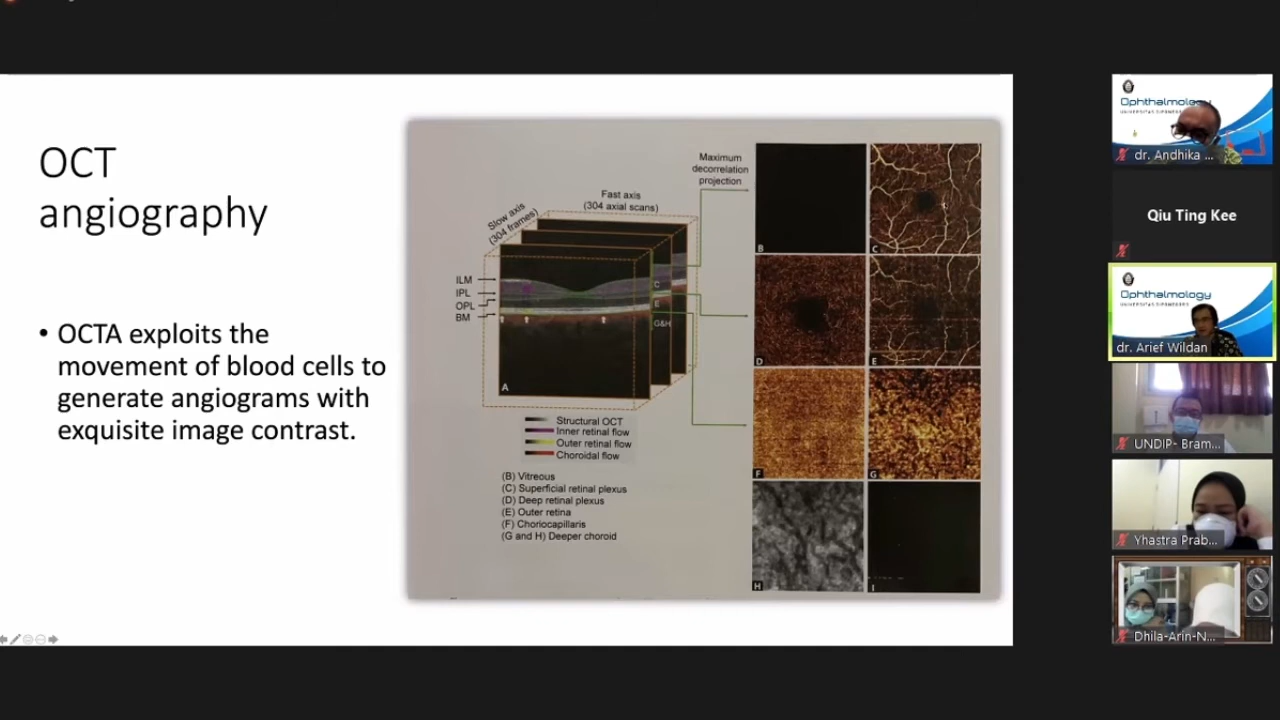 OCT
angiography
• OCTA exploits the
movement of blood cells to
generate angiograms with
exquisite image contrast.
Maximum
decorrelation
projection
Fast axis
(304 axial scans)
Slow axis
(304 frames)
ILM
IPL
OPL
BM
C
E
G&H
A
Structural OCT
Inner retinal flow
Outer retinal flow
Choroidal flow
(B) Vitreous
(C) Superficial retinal plexus
(D) Deep retinal plexus
(E) Outer retina
(F) Choriocapillaris
(G and H) Deeper choroid
B
C
D
E
F
G
H
I
Ophthalmology
dr. Andhika ...
Qiu Ting Kee
Ophthalmology
dr. Arief Wildan
UNDIP- Bram...
Yhastra Prab...
Dhila-Arin-N...